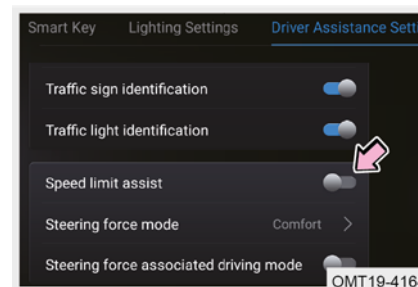 Smart Key Lighting Settings Driver Assistance Setti
Traffic sign identification
Traffic light identification
Speed limit assist
Steering force mode Comfort >
Steering force associated driving mode
OMT19-416